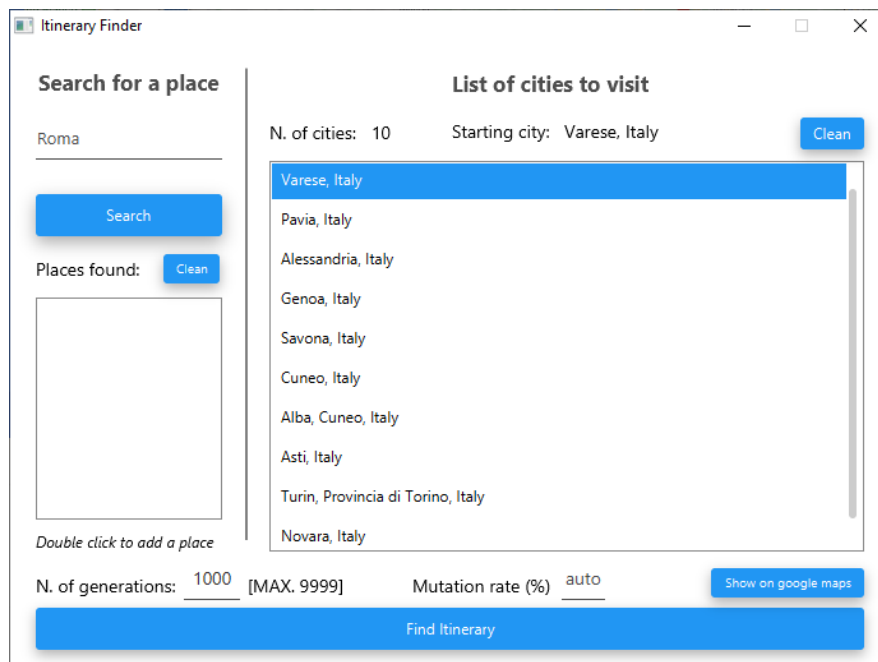 Itinerary Finder
Search for a place
Roma
Search
Places found:
Clean
Double click to add a place
List of cities to visit
N. of cities: 10
Starting city: Varese, Italy
Clean
Varese, Italy
Pavia, Italy
Alessandria, Italy
Genoa, Italy
Savona, Italy
Cuneo, Italy
Alba, Cuneo, Italy
Asti, Italy
Turin, Provincia di Torino, Italy
Novara, Italy
N. of generations: 1000 [MAX. 9999]
Mutation rate (%) auto
Show on google maps
Find Itinerary